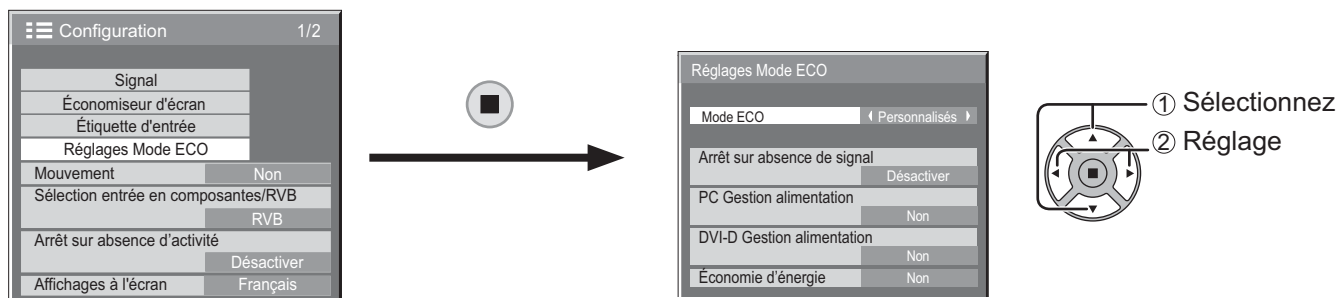 Configuration 1/2
Signal
Économiseur d'écran
Étiquette d'entrée
Réglages Mode ECO
Mouvement Non
Sélection entrée en composantes/RVB
RVB
Arrêt sur absence d’activité
Désactiver
Affichages à l'écran Français
Réglages Mode ECO
Mode ECO Personnalisés
Arrêt sur absence de signal
Désactiver
PC Gestion alimentation
Non
DVI-D Gestion alimentation
Non
Économie d’énergie Non
① Sélectionnez
② Réglage